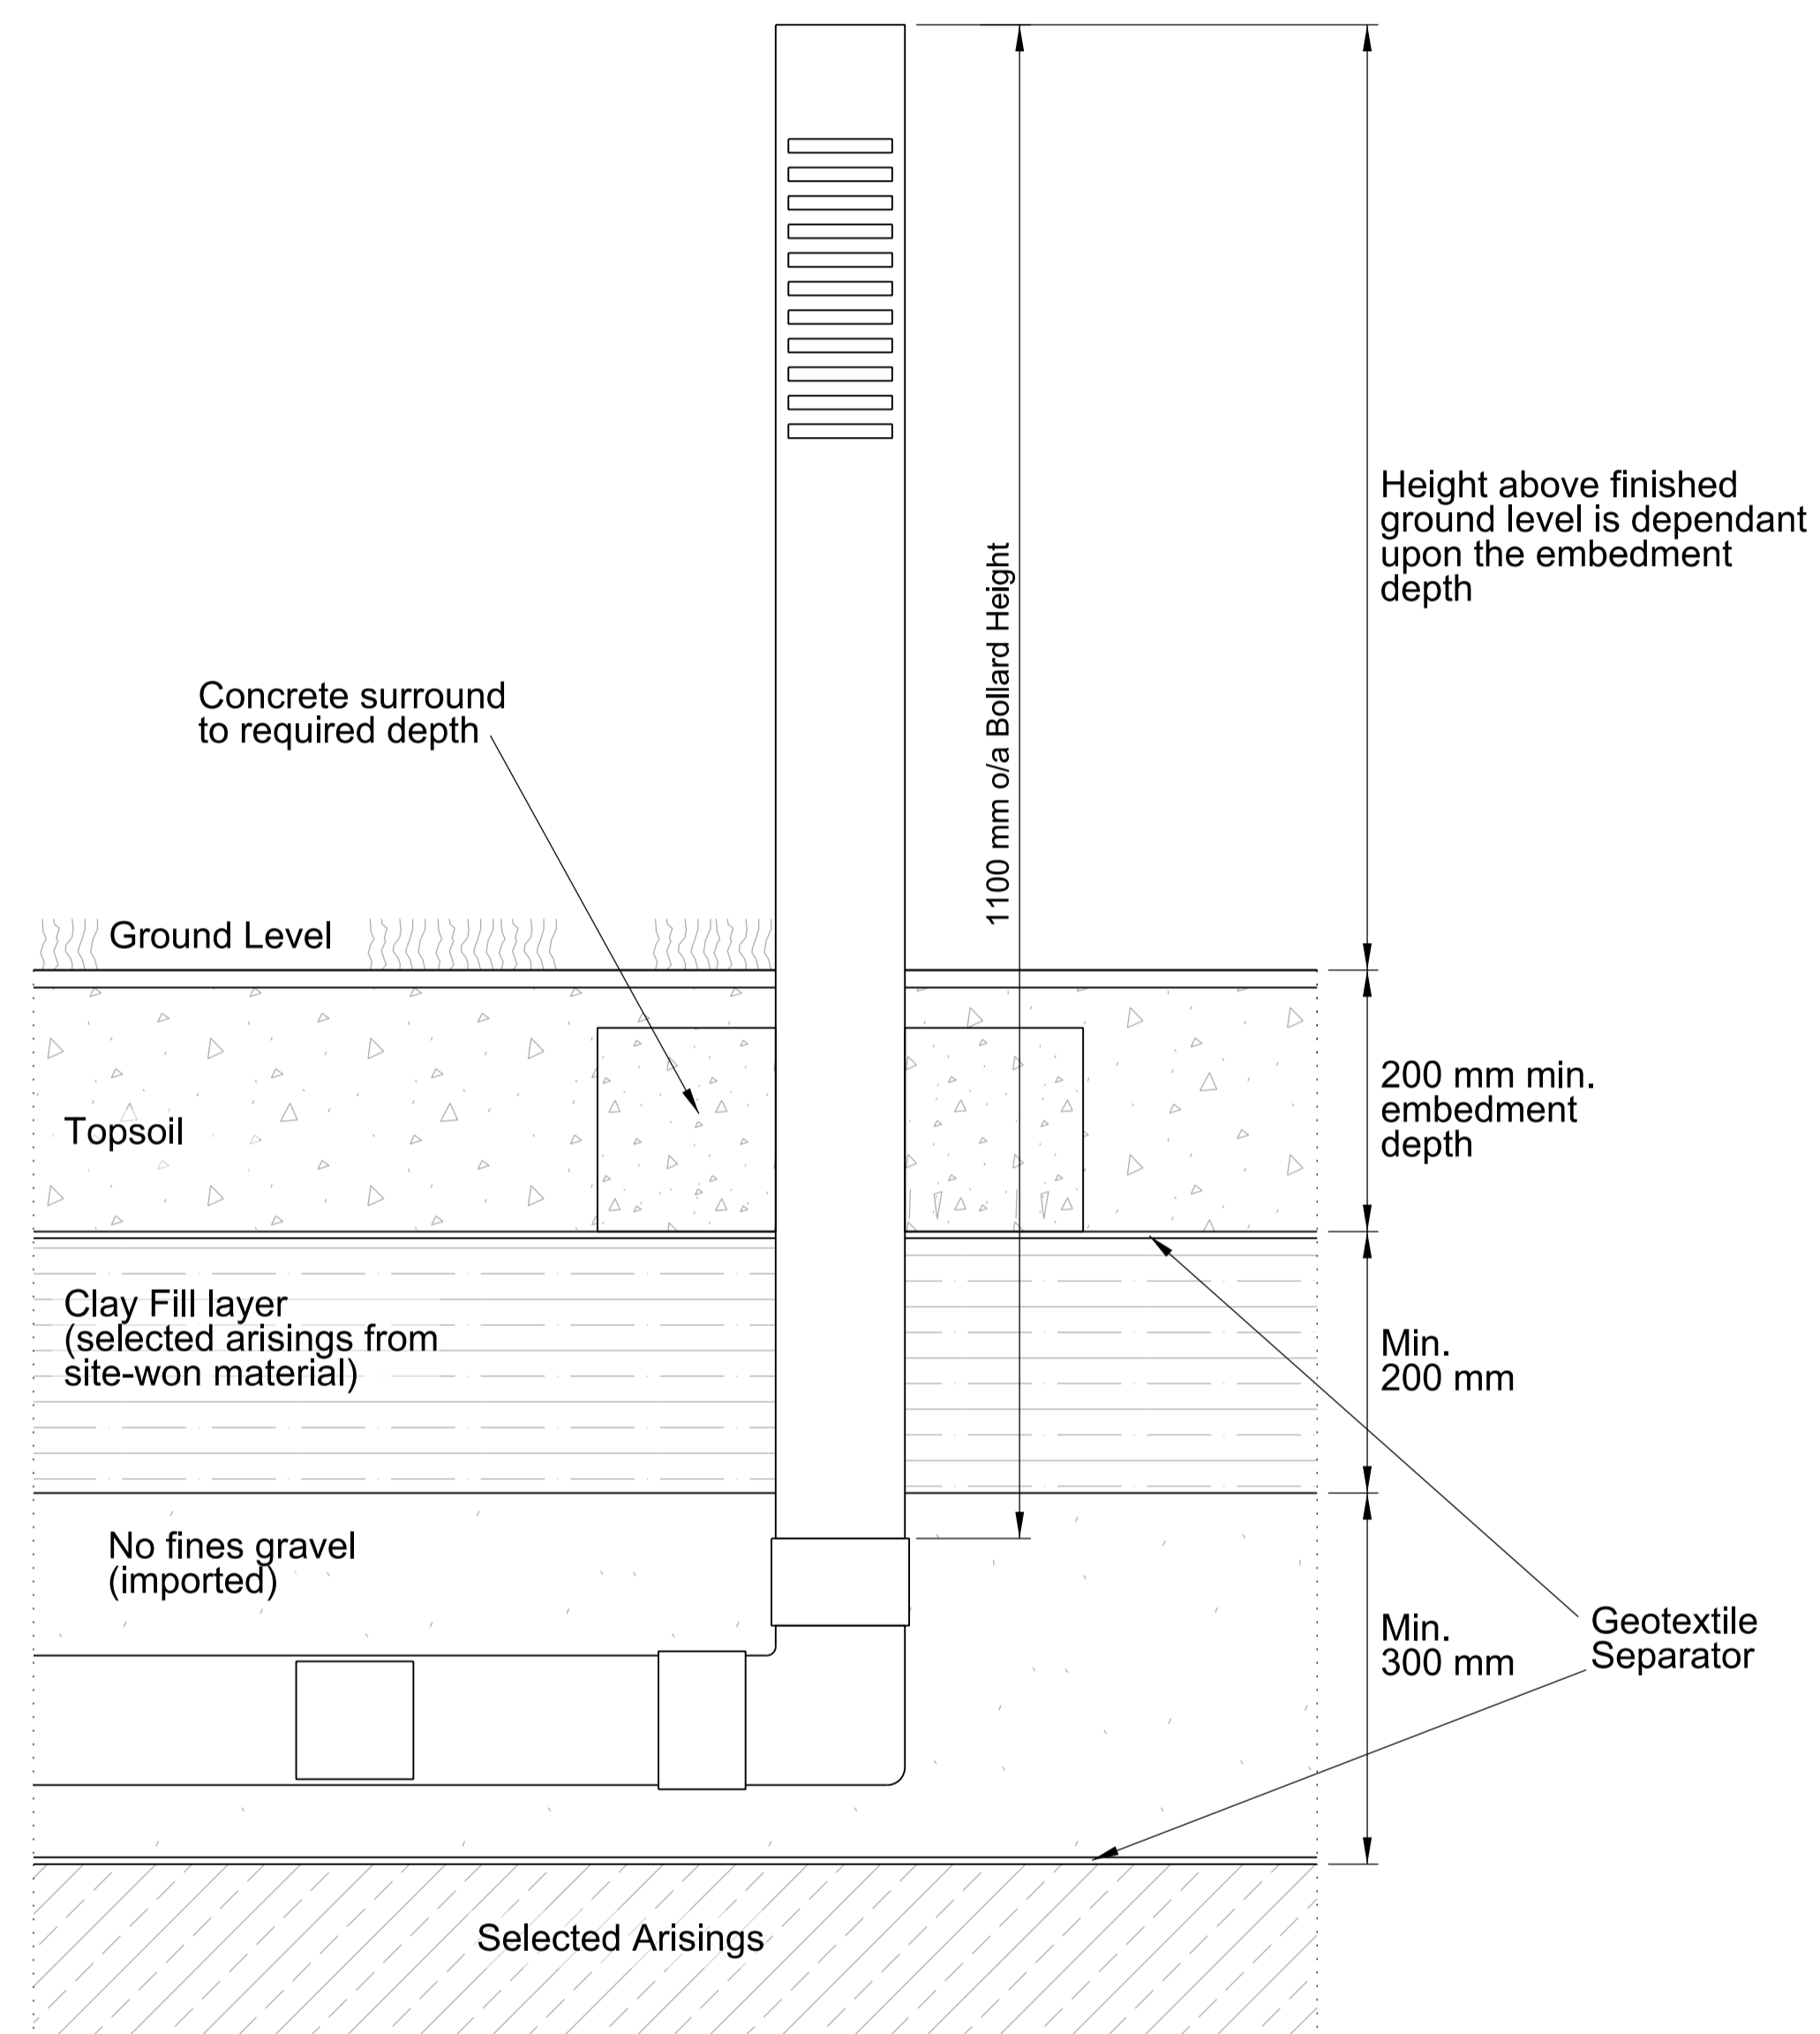 Height above finished
ground level is dependant
upon the embedment
depth
1100 mm o/a Bollard Height
Concrete surround
to required depth
Ground Level
200 mm min.
embedment
depth
Topsoil
Clay Fill layer
(selected arisings from
site-won material)
Min.
200 mm
No fines gravel
(imported)
Min.
300 mm
Geotextile
Separator
Selected Arisings